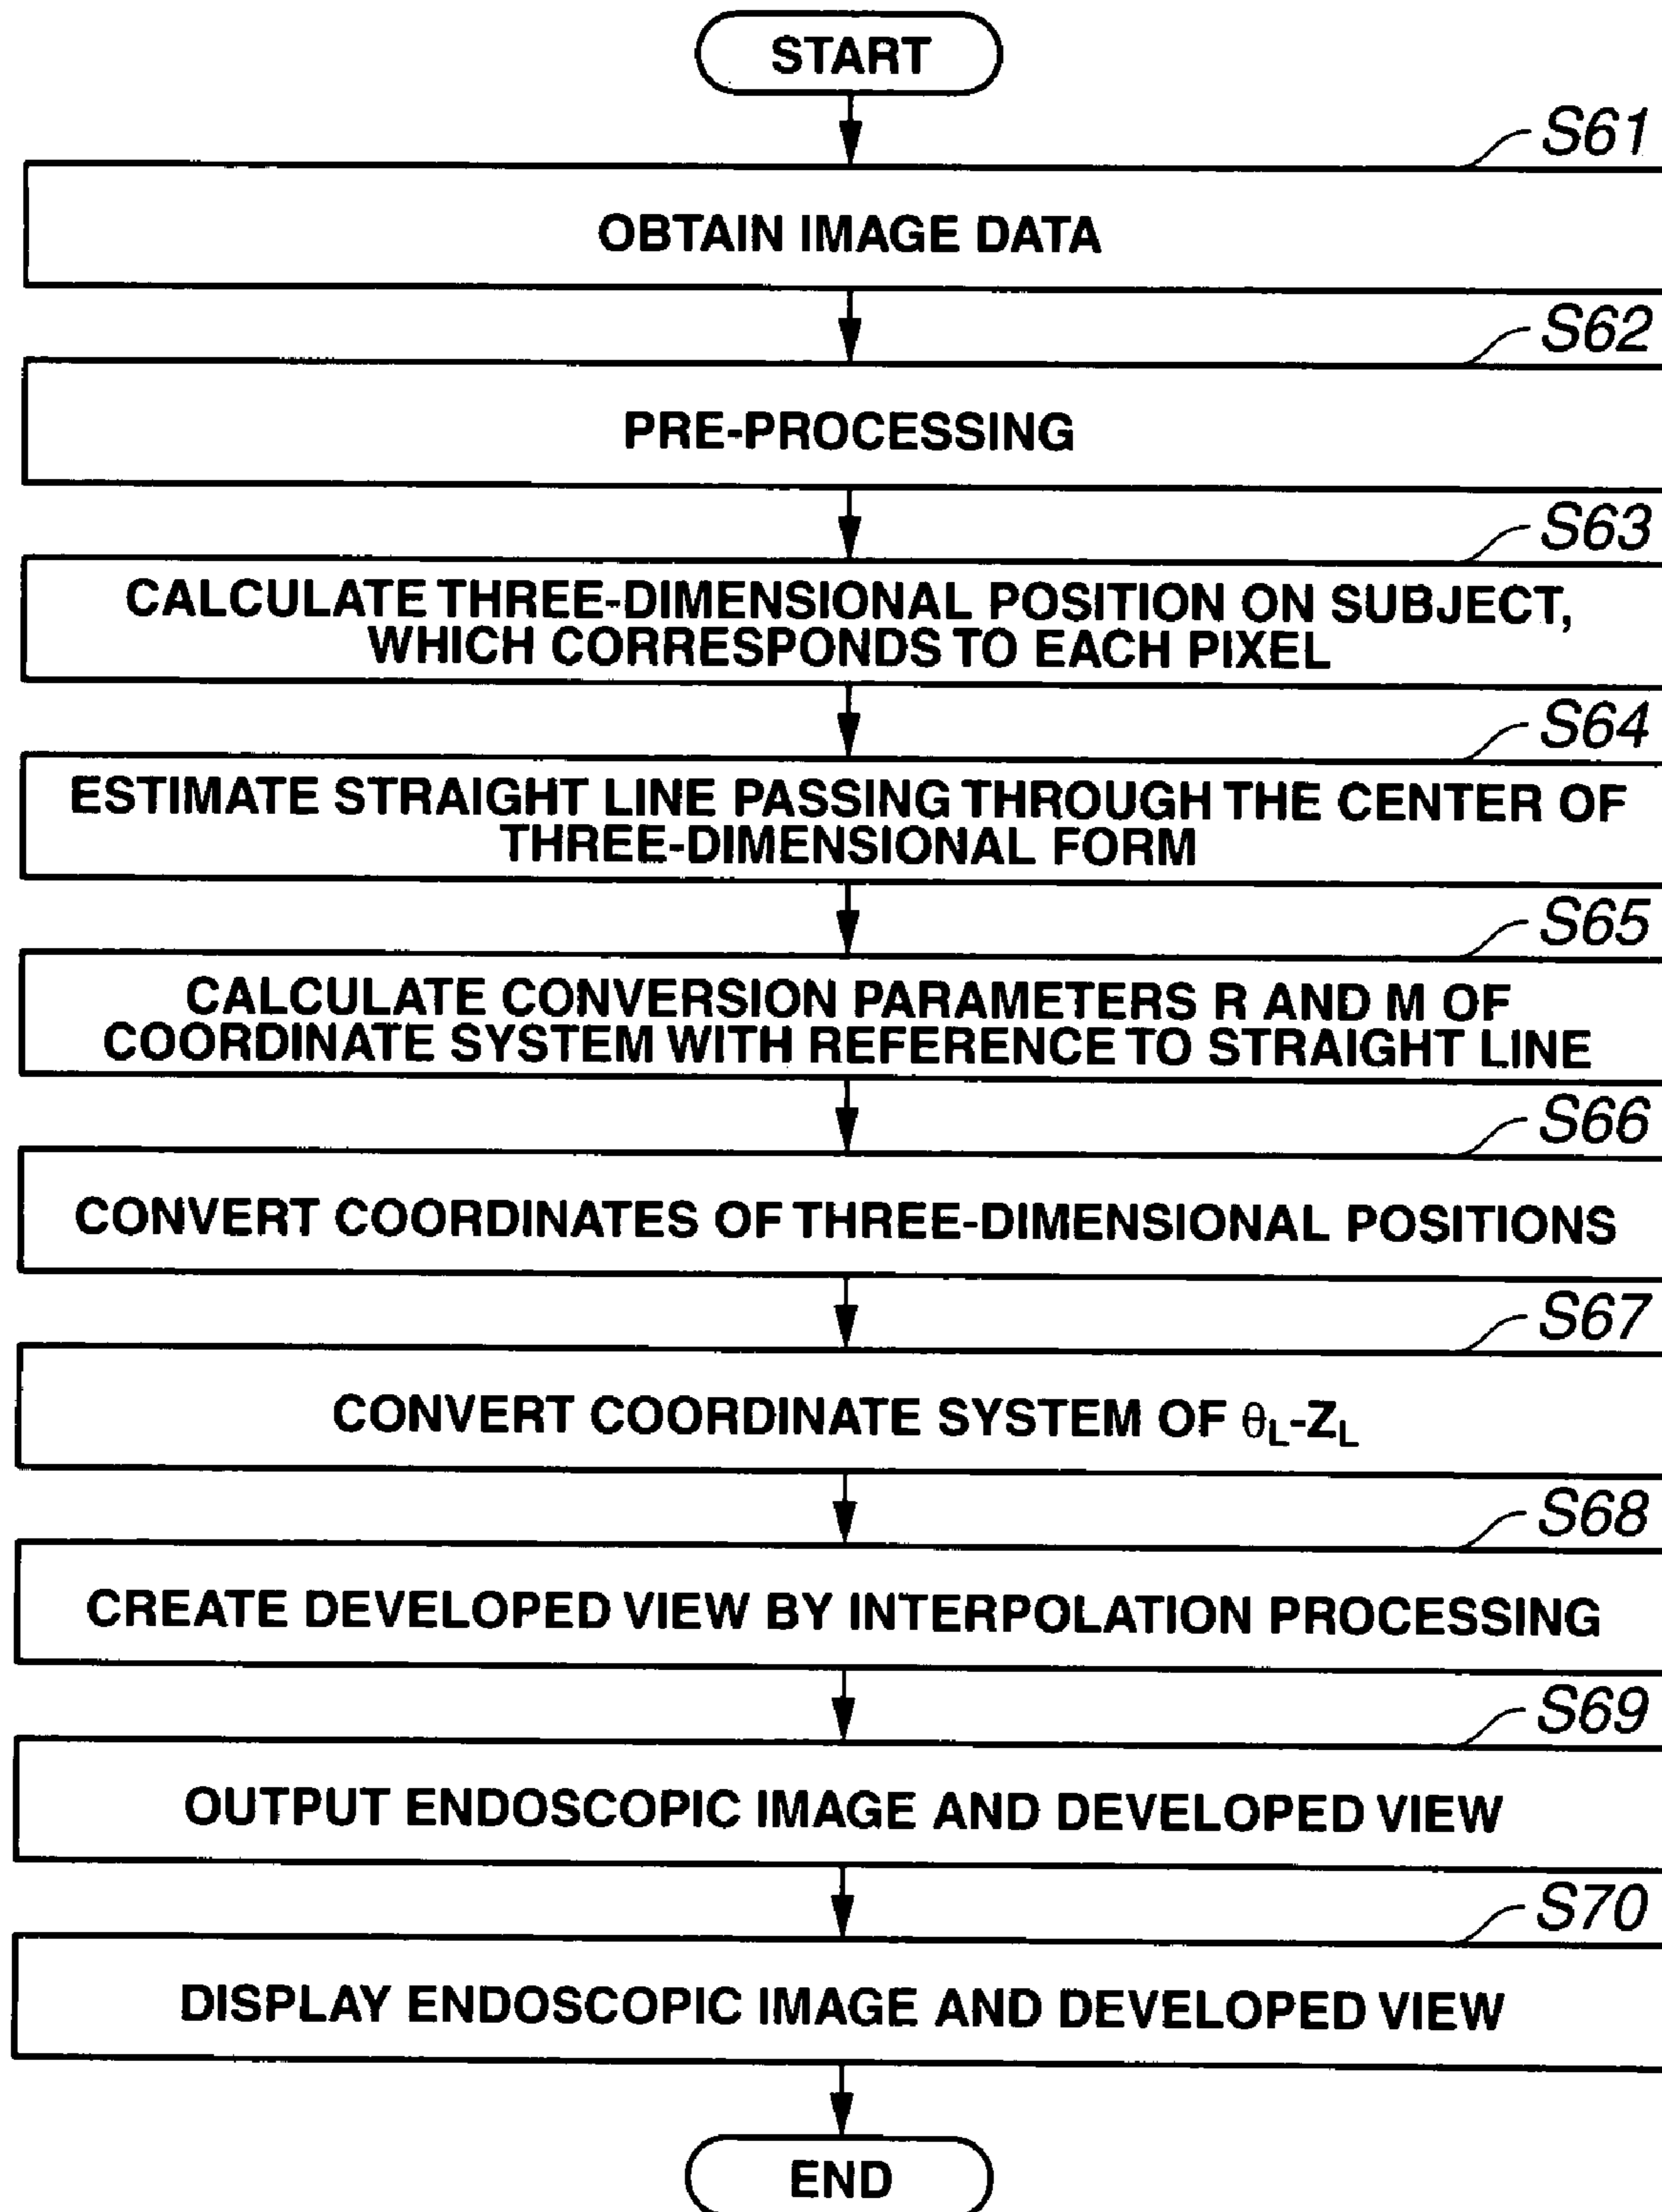 START
S61
OBTAIN IMAGE DATA
S62
PRE-PROCESSING
S63
CALCULATE THREE-DIMENSIONAL POSITION ON SUBJECT,
WHICH CORRESPONDS TO EACH PIXEL
S64
ESTIMATE STRAIGHT LINE PASSING THROUGH THE CENTER OF
THREE-DIMENSIONAL FORM
S65
CALCULATE CONVERSION PARAMETERS R AND M OF
COORDINATE SYSTEM WITH REFERENCE TO STRAIGHT LINE
S66
CONVERT COORDINATES OF THREE-DIMENSIONAL POSITIONS
S67
CONVERT COORDINATE SYSTEM OF θL-ZL
S68
CREATE DEVELOPED VIEW BY INTERPOLATION PROCESSING
S69
OUTPUT ENDOSCOPIC IMAGE AND DEVELOPED VIEW
S70
DISPLAY ENDOSCOPIC IMAGE AND DEVELOPED VIEW
END